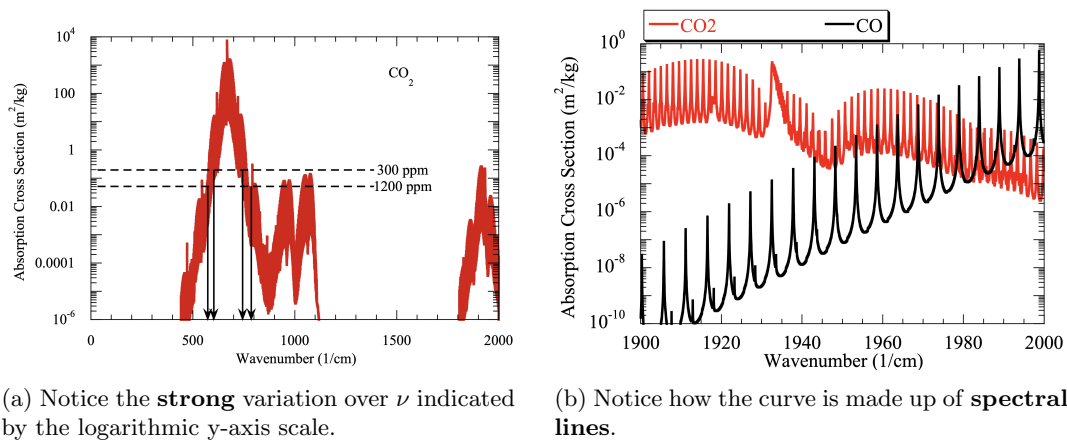 CO2 CO
10^4
100
1
0.01
0.0001
10^-6
Absorption Cross Section (m^2/kg)
CO_2
300 ppm
1200 ppm
0 500 1000 1500 2000
Wavenumber (1/cm)
10^0
10^-2
10^-4
10^-6
10^-8
10^-10
Absorption Cross Section (m^2/kg)
1900 1920 1940 1960 1980 2000
Wavenumber (1/cm)
(a) Notice the strong variation over ν indicated
by the logarithmic y-axis scale.
(b) Notice how the curve is made up of spectral
lines.